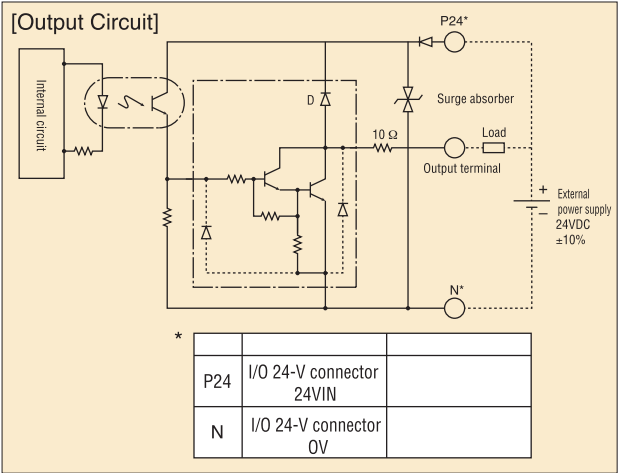 [Output Circuit]
P24*
Internal circuit
D
Surge absorber
10 Ω
Load
Output terminal
+
−
External
power supply
24VDC
±10%
N*
*
P24
I/O 24-V connector
24VIN
N
I/O 24-V connector
0V